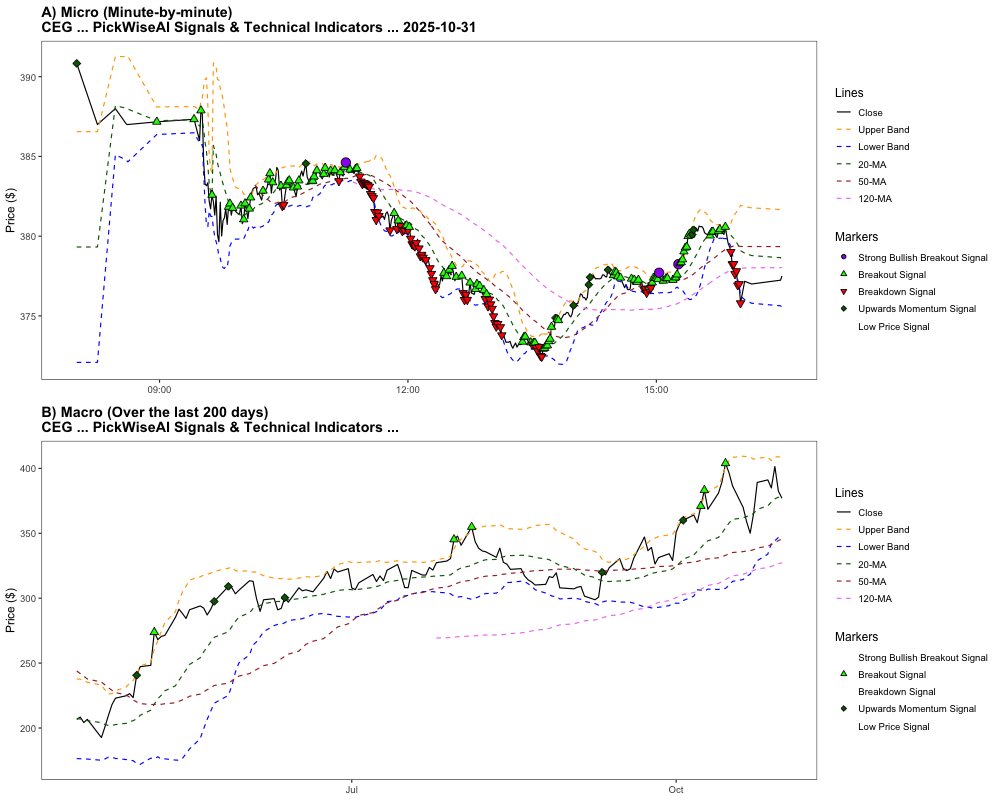 A) Micro (Minute-by-minute)
CEG ... PickWiseAI Signals & Technical Indicators ... 2025-10-31
Price ($)
390
385
380
375
09:00
12:00
15:00
Lines
Close
Upper Band
Lower Band
20-MA
50-MA
120-MA
Markers
Strong Bullish Breakout Signal
Breakout Signal
Breakdown Signal
Upwards Momentum Signal
Low Price Signal
B) Macro (Over the last 200 days)
CEG ... PickWiseAI Signals & Technical Indicators ...
Price ($)
400
350
300
250
200
Jul
Oct
Lines
Close
Upper Band
Lower Band
20-MA
50-MA
120-MA
Markers
Strong Bullish Breakout Signal
Breakout Signal
Breakdown Signal
Upwards Momentum Signal
Low Price Signal